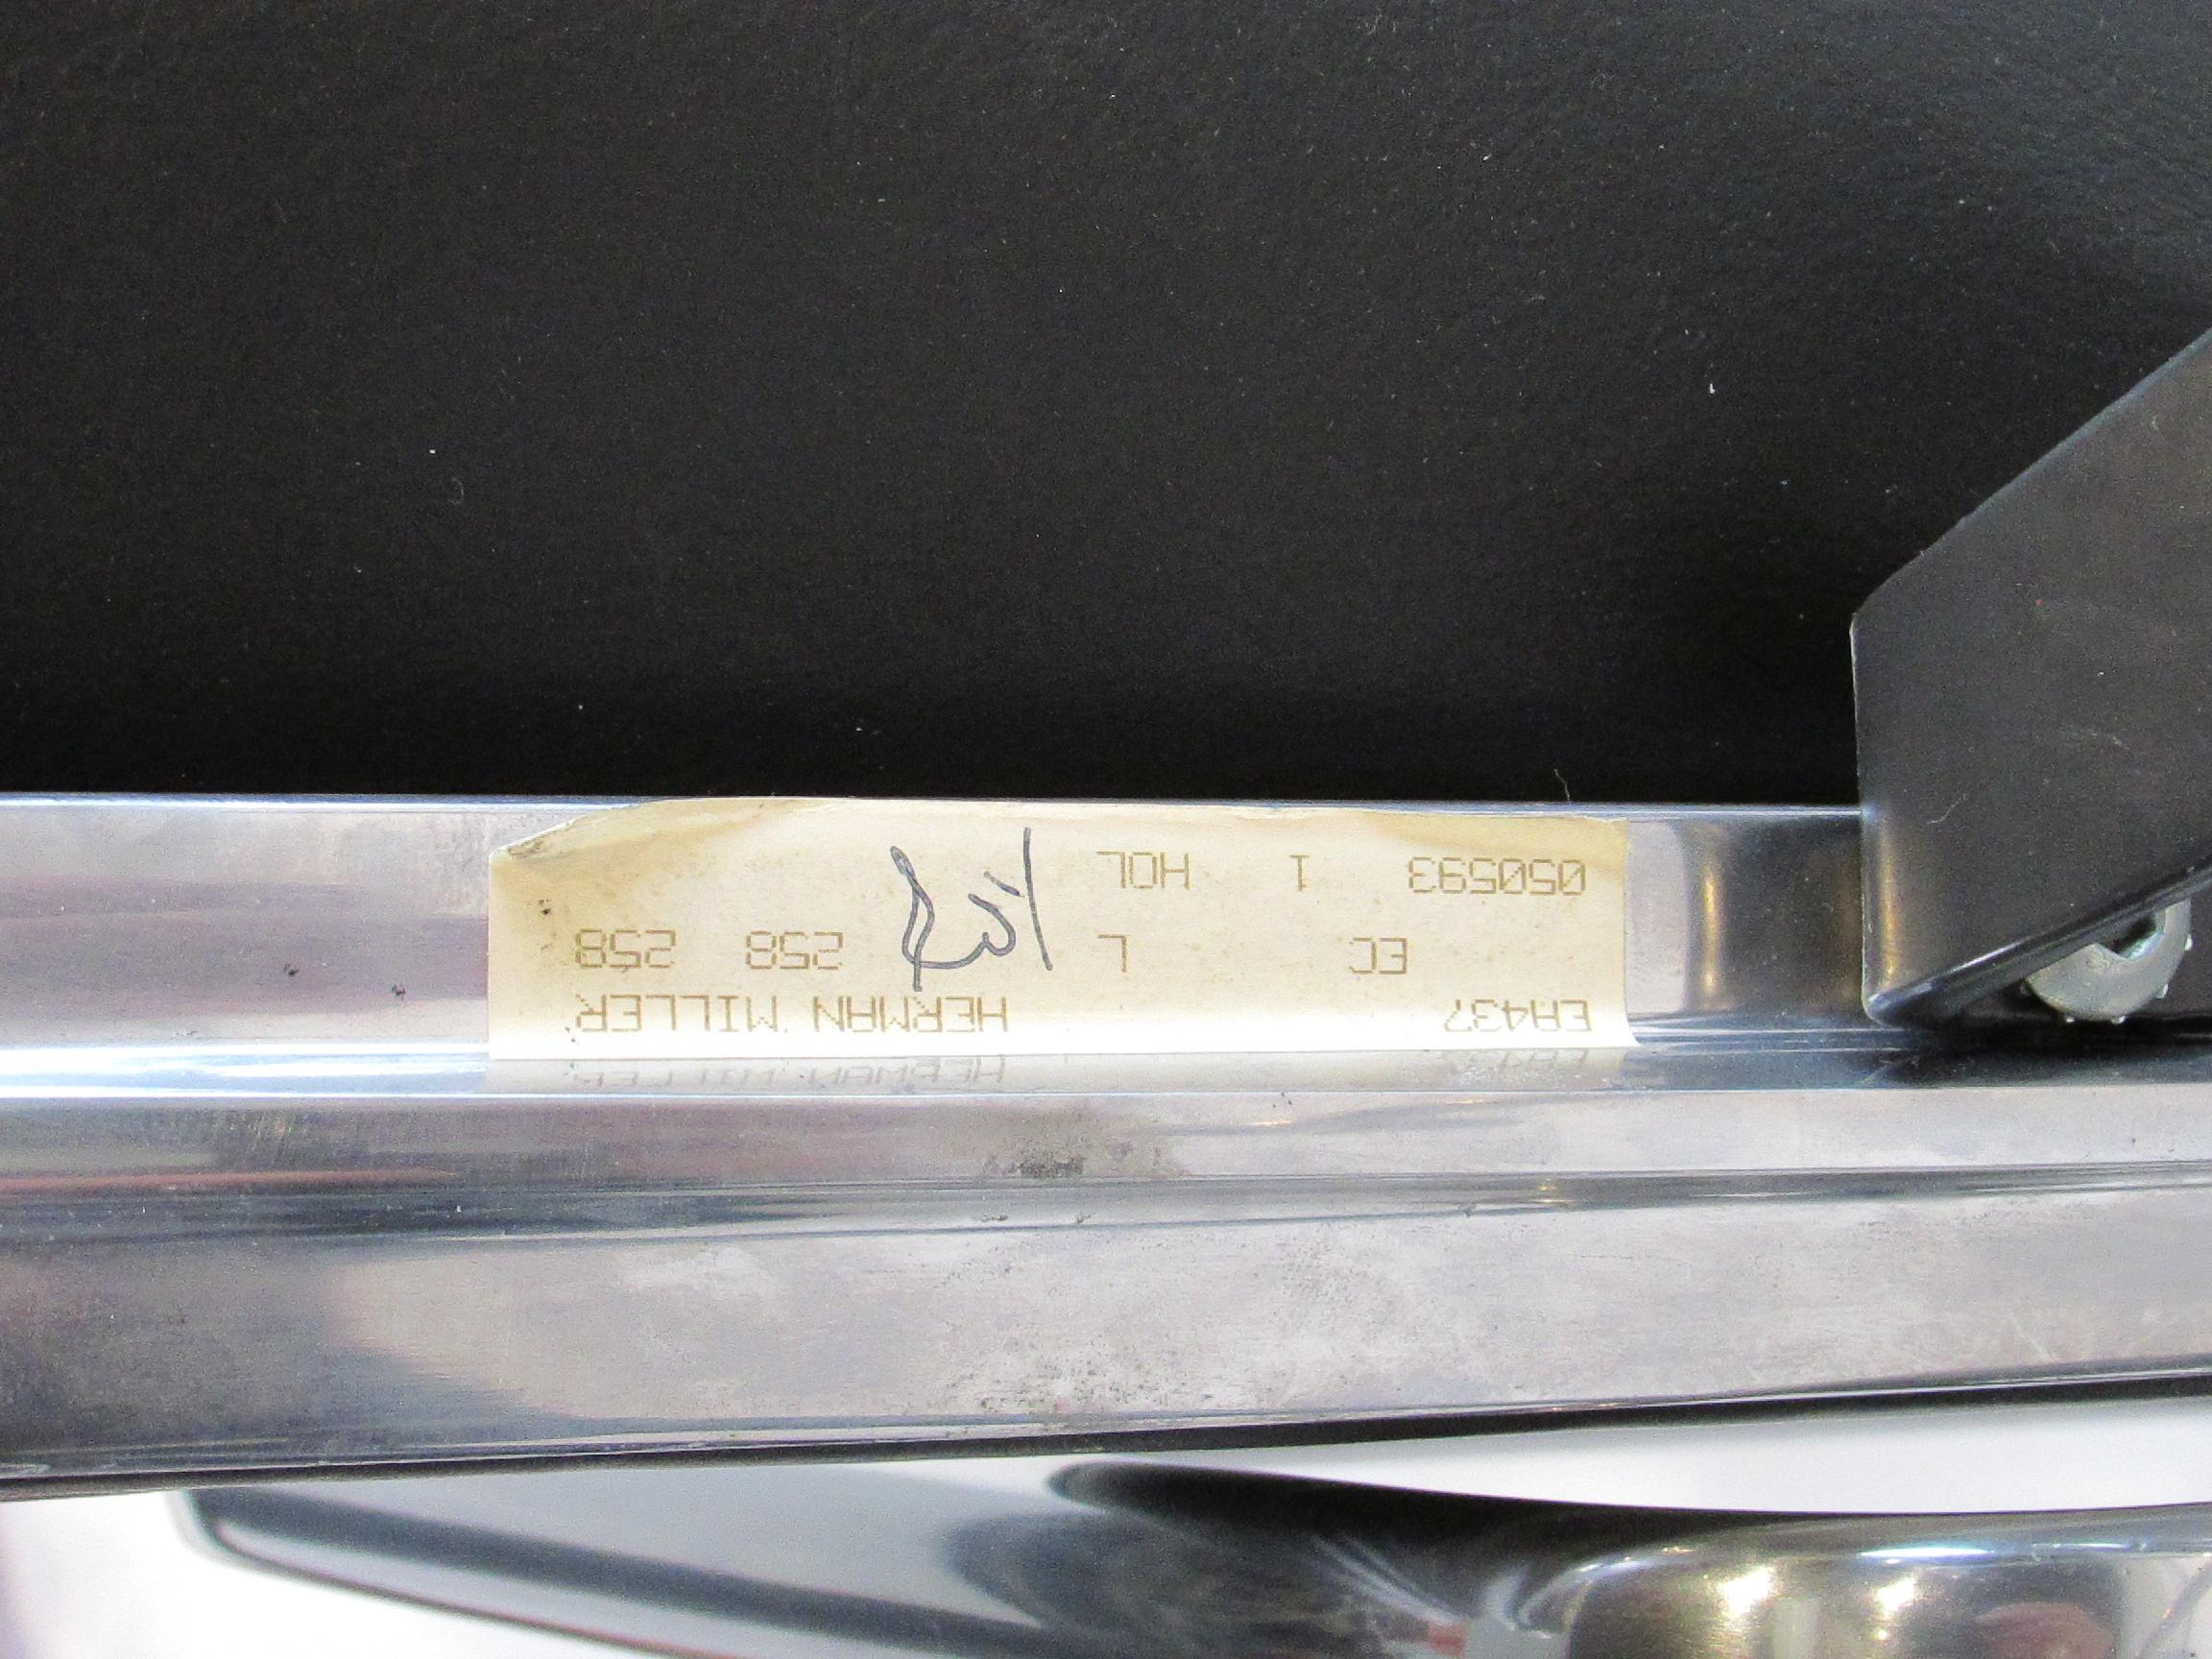 EA437 HERMAN MILLER
EC L 258 258
050593 1 HOL